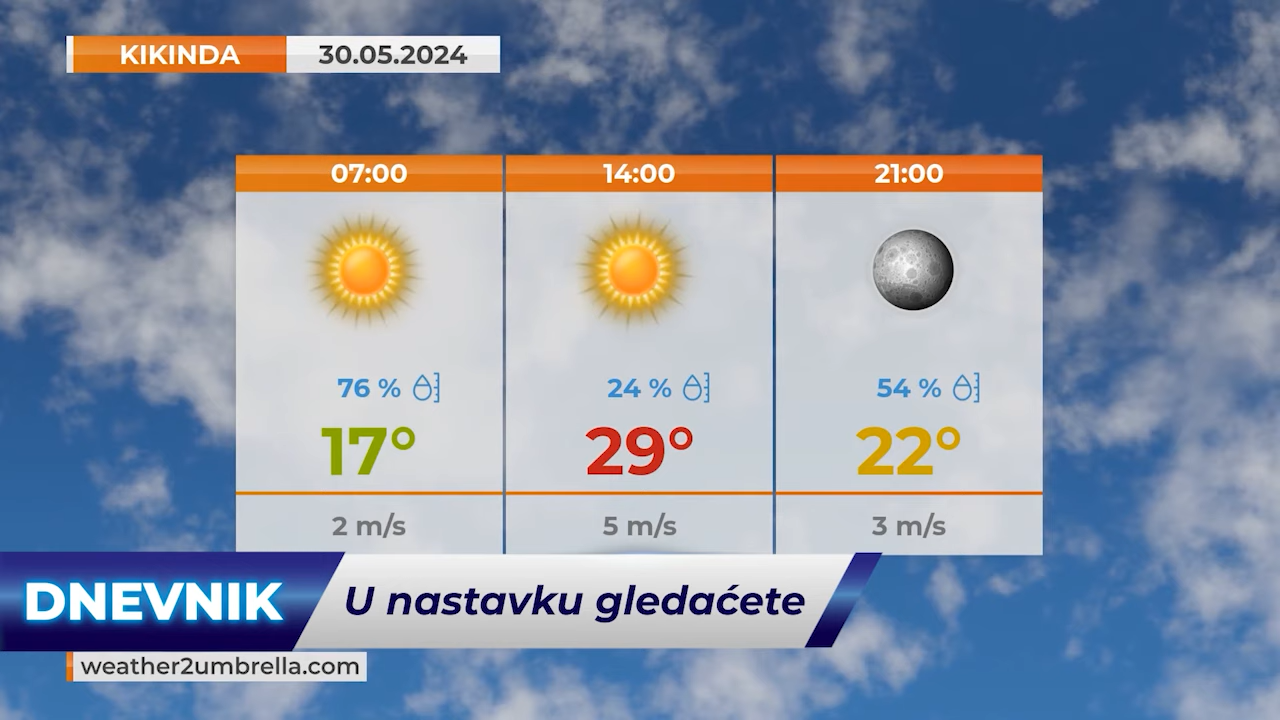 KIKINDA 30.05.2024
07:00 14:00 21:00
76 % 24 % 54 %
17° 29° 22°
2 m/s 5 m/s 3 m/s
DNEVNIK U nastavku gledaćete
weather2umbrella.com